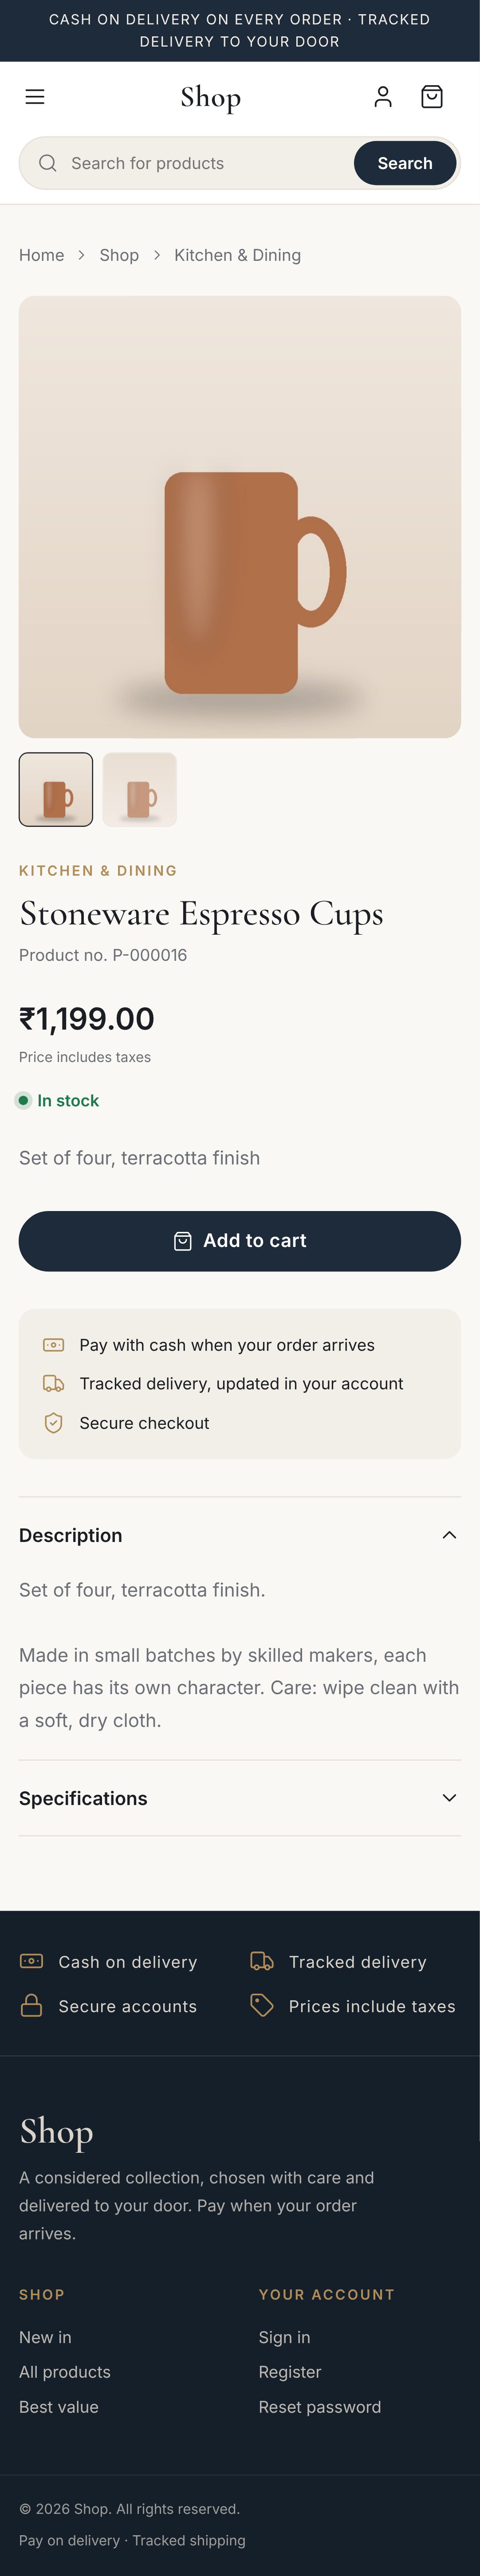 CASH ON DELIVERY ON EVERY ORDER · TRACKED
DELIVERY TO YOUR DOOR
Shop
Search for products
Search
Home
Shop
Kitchen & Dining
KITCHEN & DINING
Stoneware Espresso Cups
Product no. P-000016
₹1,199.00
Price includes taxes
In stock
Set of four, terracotta finish
Add to cart
Pay with cash when your order arrives
Tracked delivery, updated in your account
Secure checkout
Description
Set of four, terracotta finish.
Made in small batches by skilled makers, each
piece has its own character. Care: wipe clean with
a soft, dry cloth.
Specifications
Cash on delivery
Tracked delivery
Secure accounts
Prices include taxes
Shop
A considered collection, chosen with care and
delivered to your door. Pay when your order
arrives.
SHOP
New in
All products
Best value
YOUR ACCOUNT
Sign in
Register
Reset password
© 2026 Shop. All rights reserved.
Pay on delivery · Tracked shipping